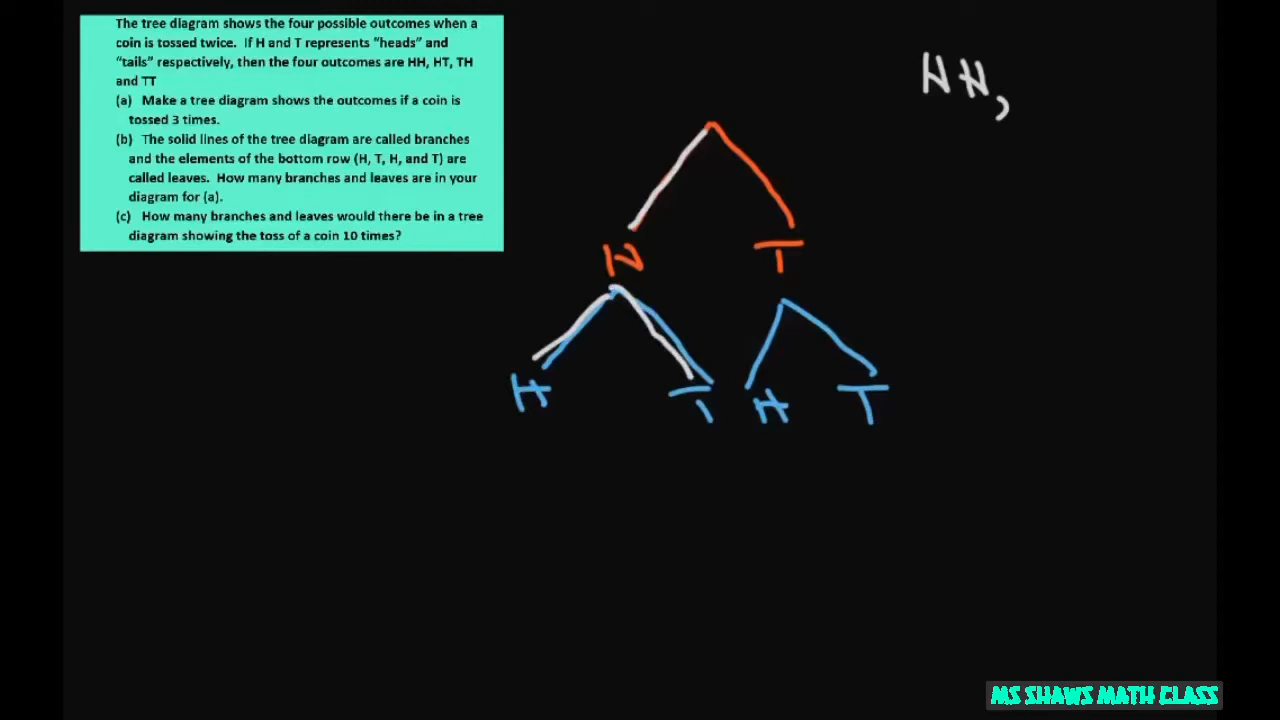 The tree diagram shows the four possible outcomes when a
coin is tossed twice. If H and T represents “heads” and
“tails” respectively, then the four outcomes are HH, HT, TH
and TT
(a) Make a tree diagram shows the outcomes if a coin is
tossed 3 times.
(b) The solid lines of the tree diagram are called branches
and the elements of the bottom row (H, T, H, and T) are
called leaves. How many branches and leaves are in your
diagram for (a).
(c) How many branches and leaves would there be in a tree
diagram showing the toss of a coin 10 times?
HH,
H T
H T H T
MS SHAWS MATH CLASS